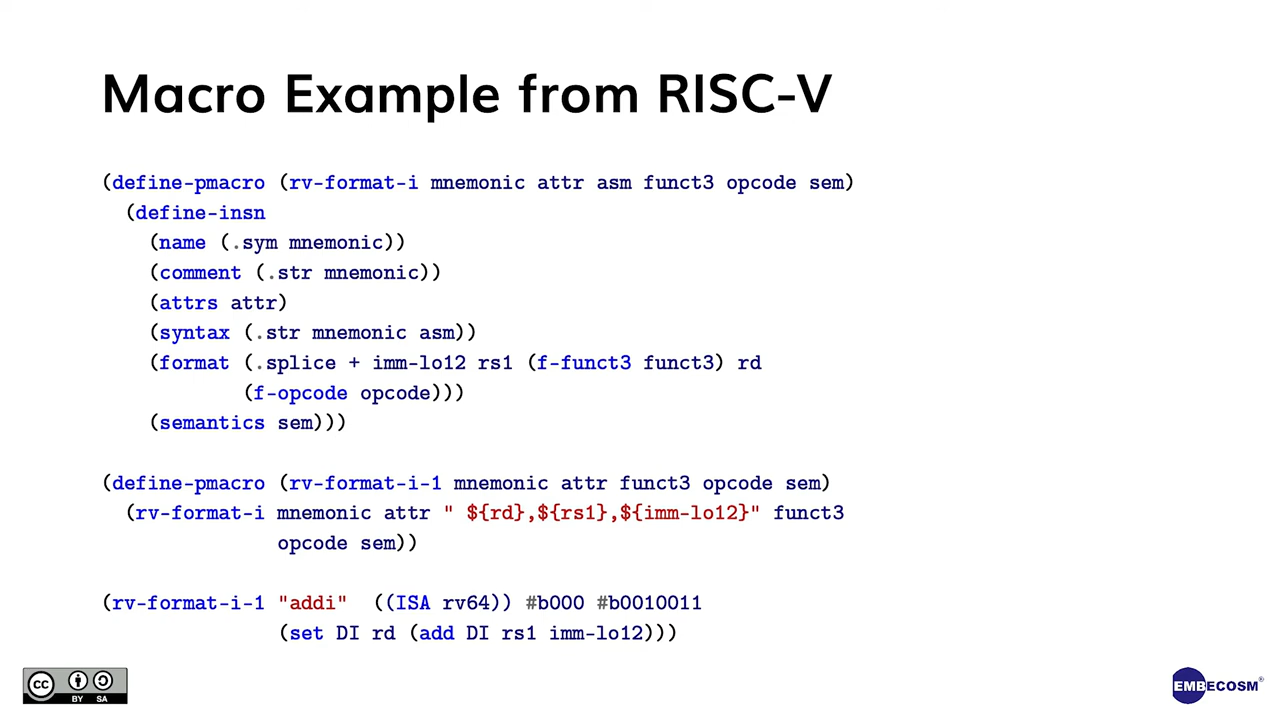 Macro Example from RISC-V
(define-pmacro (rv-format-i mnemonic attr asm funct3 opcode sem)
(define-insn
(name (.sym mnemonic))
(comment (.str mnemonic))
(attrs attr)
(syntax (.str mnemonic asm))
(format (.splice + imm-lo12 rs1 (f-funct3 funct3) rd
(f-opcode opcode)))
(semantics sem)))
(define-pmacro (rv-format-i-1 mnemonic attr funct3 opcode sem)
(rv-format-i mnemonic attr " ${rd},${rs1},${imm-lo12}" funct3
opcode sem))
(rv-format-i-1 "addi" ((ISA rv64)) #b000 #b0010011
(set DI rd (add DI rs1 imm-lo12)))
cc BY SA
EMBECOSM®